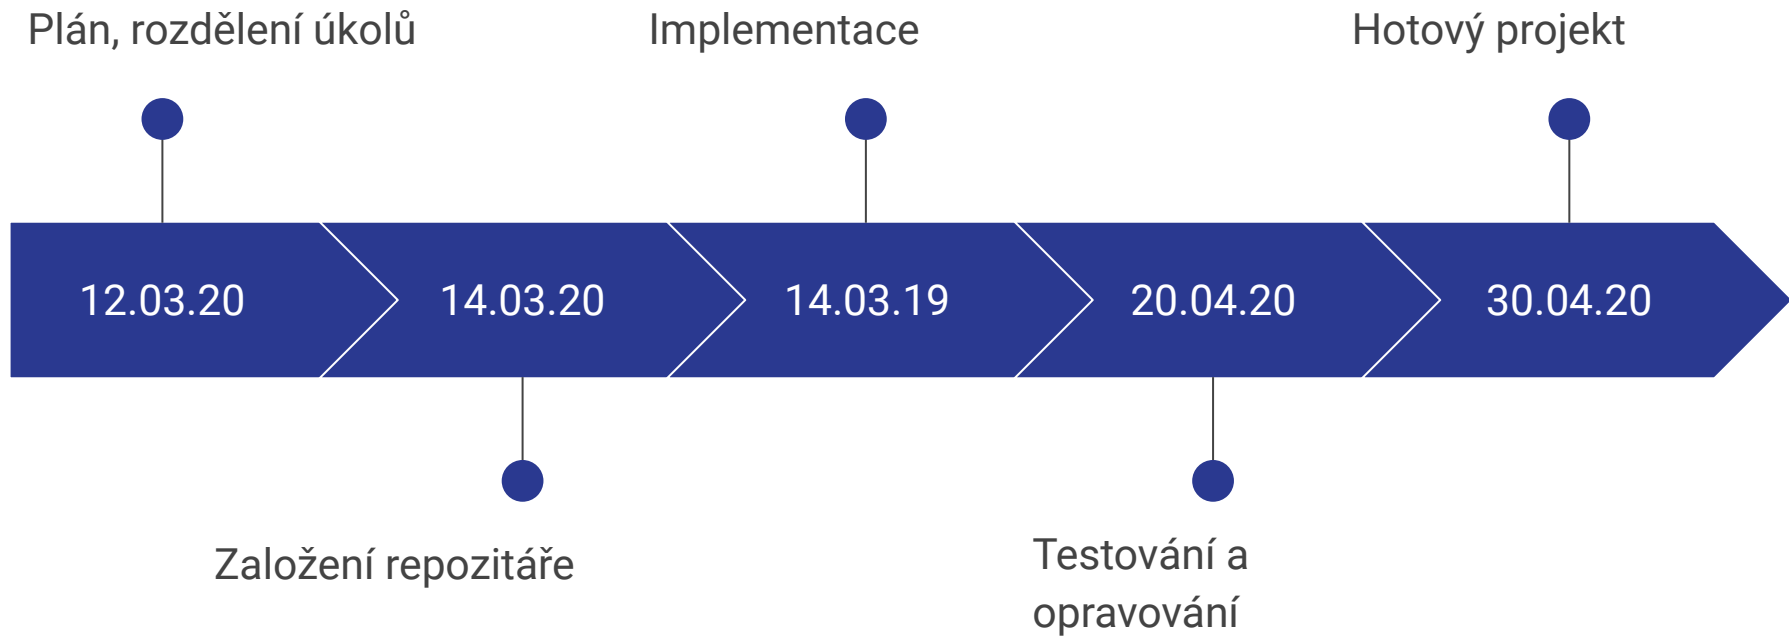 Plán, rozdělení úkolů
Implementace
Hotový projekt
12.03.20
14.03.20
14.03.19
20.04.20
30.04.20
Založení repozitáře
Testování a
opravování